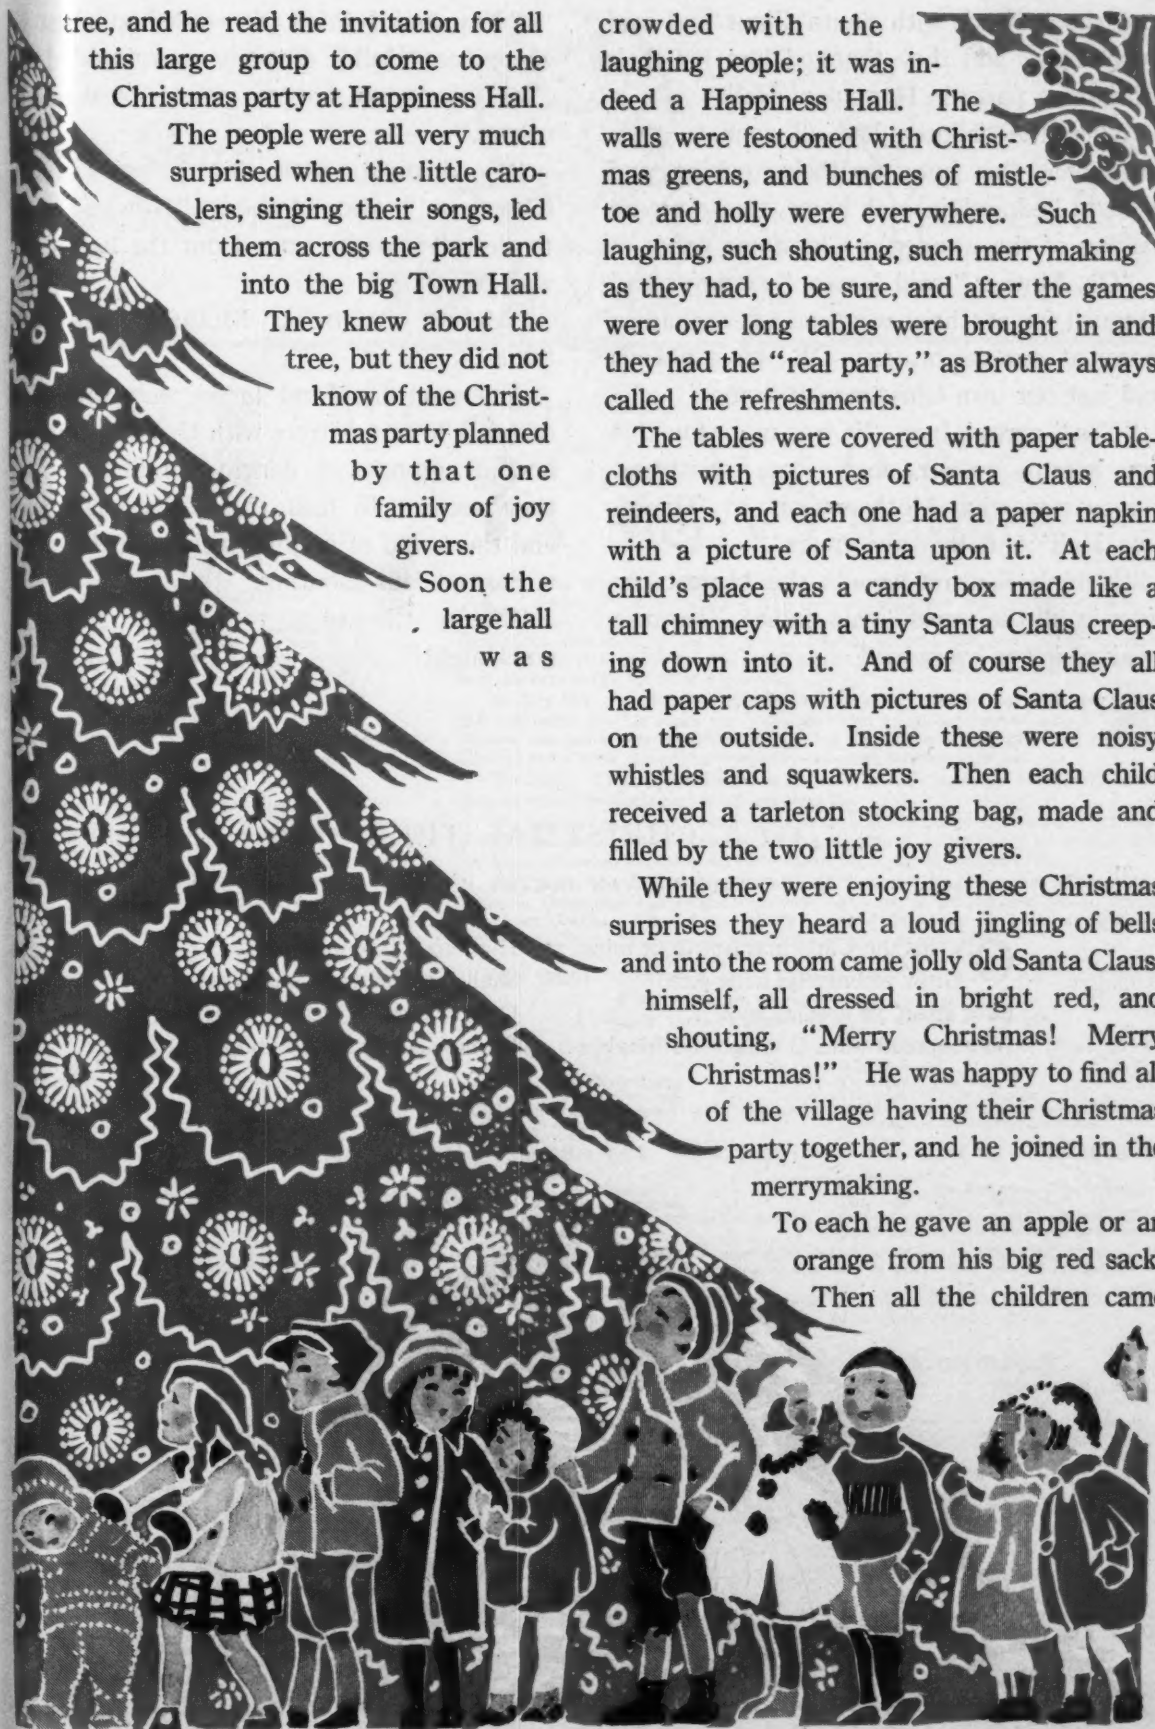 tree, and he read the invitation for all
this large group to come to the
Christmas party at Happiness Hall.
The people were all very much
surprised when the little caro-
lers, singing their songs, led
them across the park and
into the big Town Hall.
They knew about the
tree, but they did not
know of the Christ-
mas party planned
by that one
family of joy
givers.
Soon the
large hall
was
crowded with the
laughing people; it was in-
deed a Happiness Hall. The
walls were festooned with Christ-
mas greens, and bunches of mistle-
toe and holly were everywhere. Such
laughing, such shouting, such merrymaking
as they had, to be sure, and after the games
were over long tables were brought in and
they had the "real party," as Brother always
called the refreshments.
The tables were covered with paper table-
cloths with pictures of Santa Claus and
reindeers, and each one had a paper napkin
with a picture of Santa upon it. At each
child's place was a candy box made like a
tall chimney with a tiny Santa Claus creep-
ing down into it. And of course they all
had paper caps with pictures of Santa Claus
on the outside. Inside these were noisy
whistles and squawkers. Then each child
received a tarleton stocking bag, made and
filled by the two little joy givers.
While they were enjoying these Christmas
surprises they heard a loud jingling of bells
and into the room came jolly old Santa Claus
himself, all dressed in bright red, and
shouting, "Merry Christmas! Merry
Christmas!" He was happy to find al
of the village having their Christmas
party together, and he joined in the
merrymaking.
To each he gave an apple or an
orange from his big red sack
Then all the children came